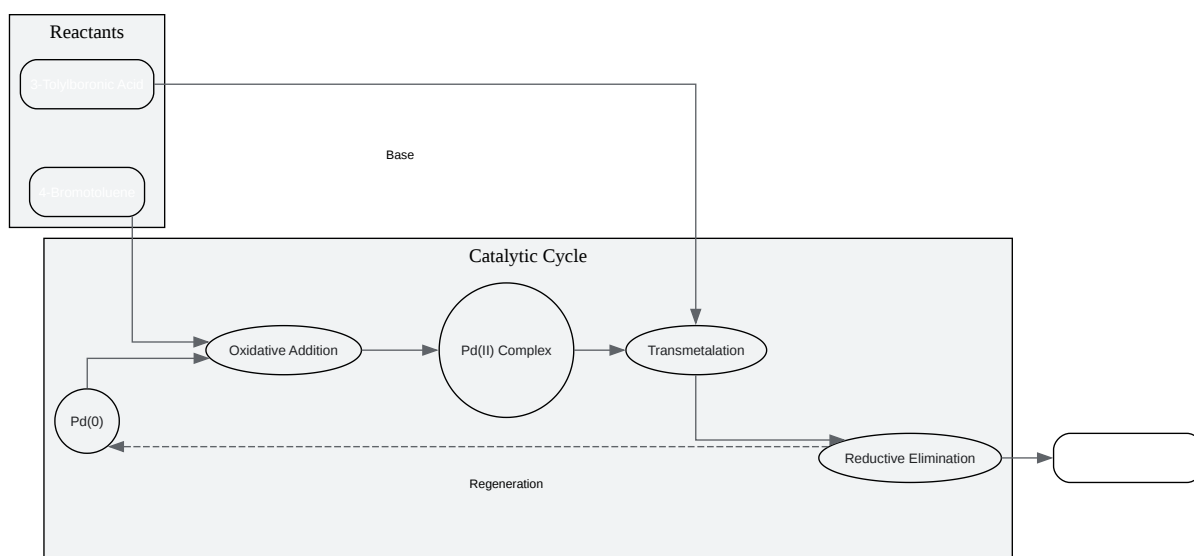 Reactants
3-Tolylboronic Acid
4-Bromotoluene
Base
Catalytic Cycle
Oxidative Addition
Pd(II) Complex
Transmetalation
Pd(0)
Reductive Elimination
Regeneration